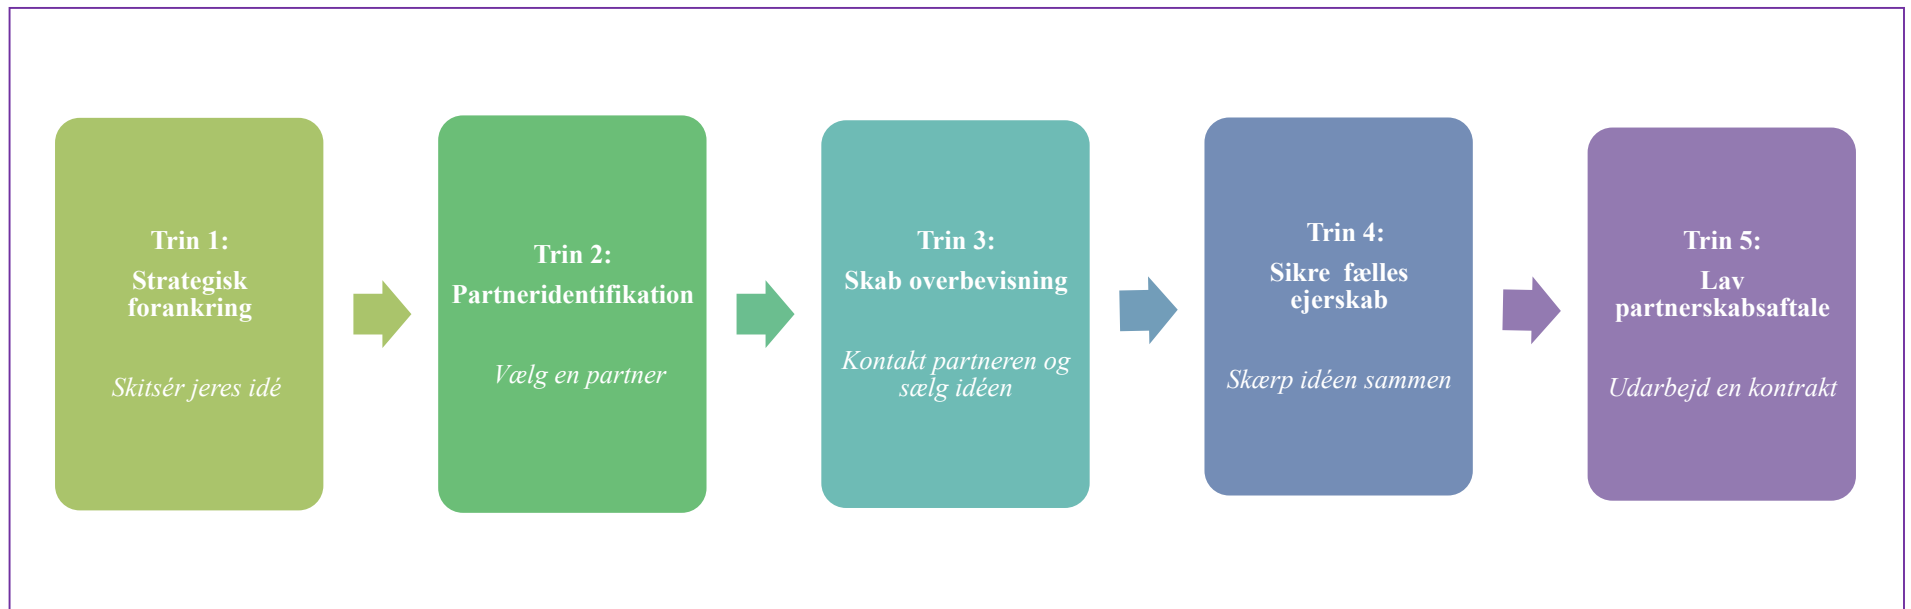 Trin 1:
Strategisk
forankring
Skitsér jeres idé
Trin 2:
Partneridentifikation
Vælg en partner
Trin 3:
Skab overbevisning
Kontakt partneren og
sælg idéen
Trin 4:
Sikre fælles
ejerskab
Skærp idéen sammen
Trin 5:
Lav
partnerskabsaftale
Udarbejd en kontrakt